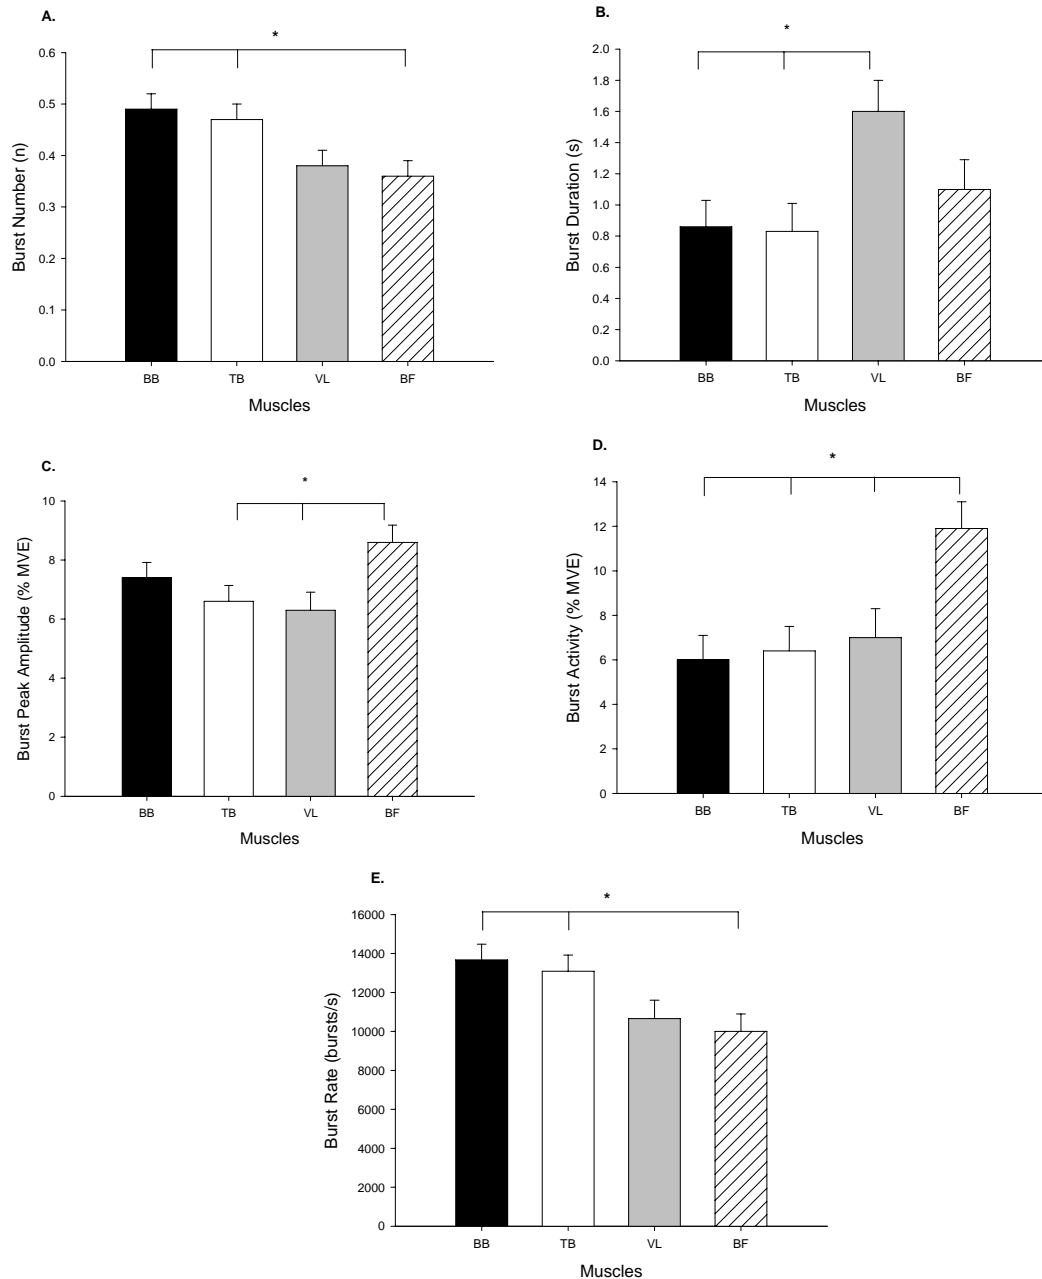 A.
*
Burst Number (n)
0.6
0.5
0.4
0.3
0.2
0.1
0.0
BB TB VL BF
Muscles
B.
*
Burst Duration (s)
2.0
1.8
1.6
1.4
1.2
1.0
0.8
0.6
0.4
0.2
0.0
BB TB VL BF
Muscles
C.
*
Burst Peak Amplitude (% MVE)
10
8
6
4
2
0
BB TB VL BF
Muscles
D.
*
Burst Activity (% MVE)
14
12
10
8
6
4
2
0
BB TB VL BF
Muscles
E.
*
Burst Rate (bursts/s)
16000
14000
12000
10000
8000
6000
4000
2000
0
BB TB VL BF
Muscles